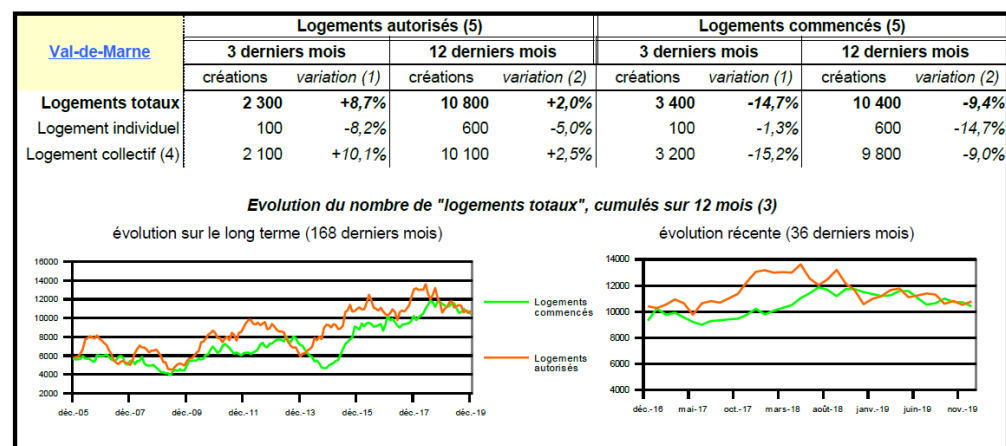 Logements autorisés (5) Logements commencés (5)
Val-de-Marne 3 derniers mois 12 derniers mois 3 derniers mois 12 derniers mois
créations variation (1) créations variation (2) créations variation (1) créations variation (2)
Logements totaux 2 300 +8,7% 10 800 +2,0% 3 400 -14,7% 10 400 -9,4%
Logement individuel 100 -8,2% 600 -5,0% 100 -1,3% 600 -14,7%
Logement collectif (4) 2 100 +10,1% 10 100 +2,5% 3 200 -15,2% 9 800 -9,0%
Evolution du nombre de "logements totaux", cumulés sur 12 mois (3)
évolution sur le long terme (168 derniers mois)
16000
14000
12000
10000
8000
6000
4000
2000
déc.-05 déc.-07 déc.-09 déc.-11 déc.-13 déc.-15 déc.-17 déc.-19
Logements
commencés
Logements
autorisés
évolution récente (36 derniers mois)
14000
12000
10000
8000
6000
4000
déc.-16 mai-17 oct.-17 mars-18 août-18 janv.-19 juin-19 nov.-19